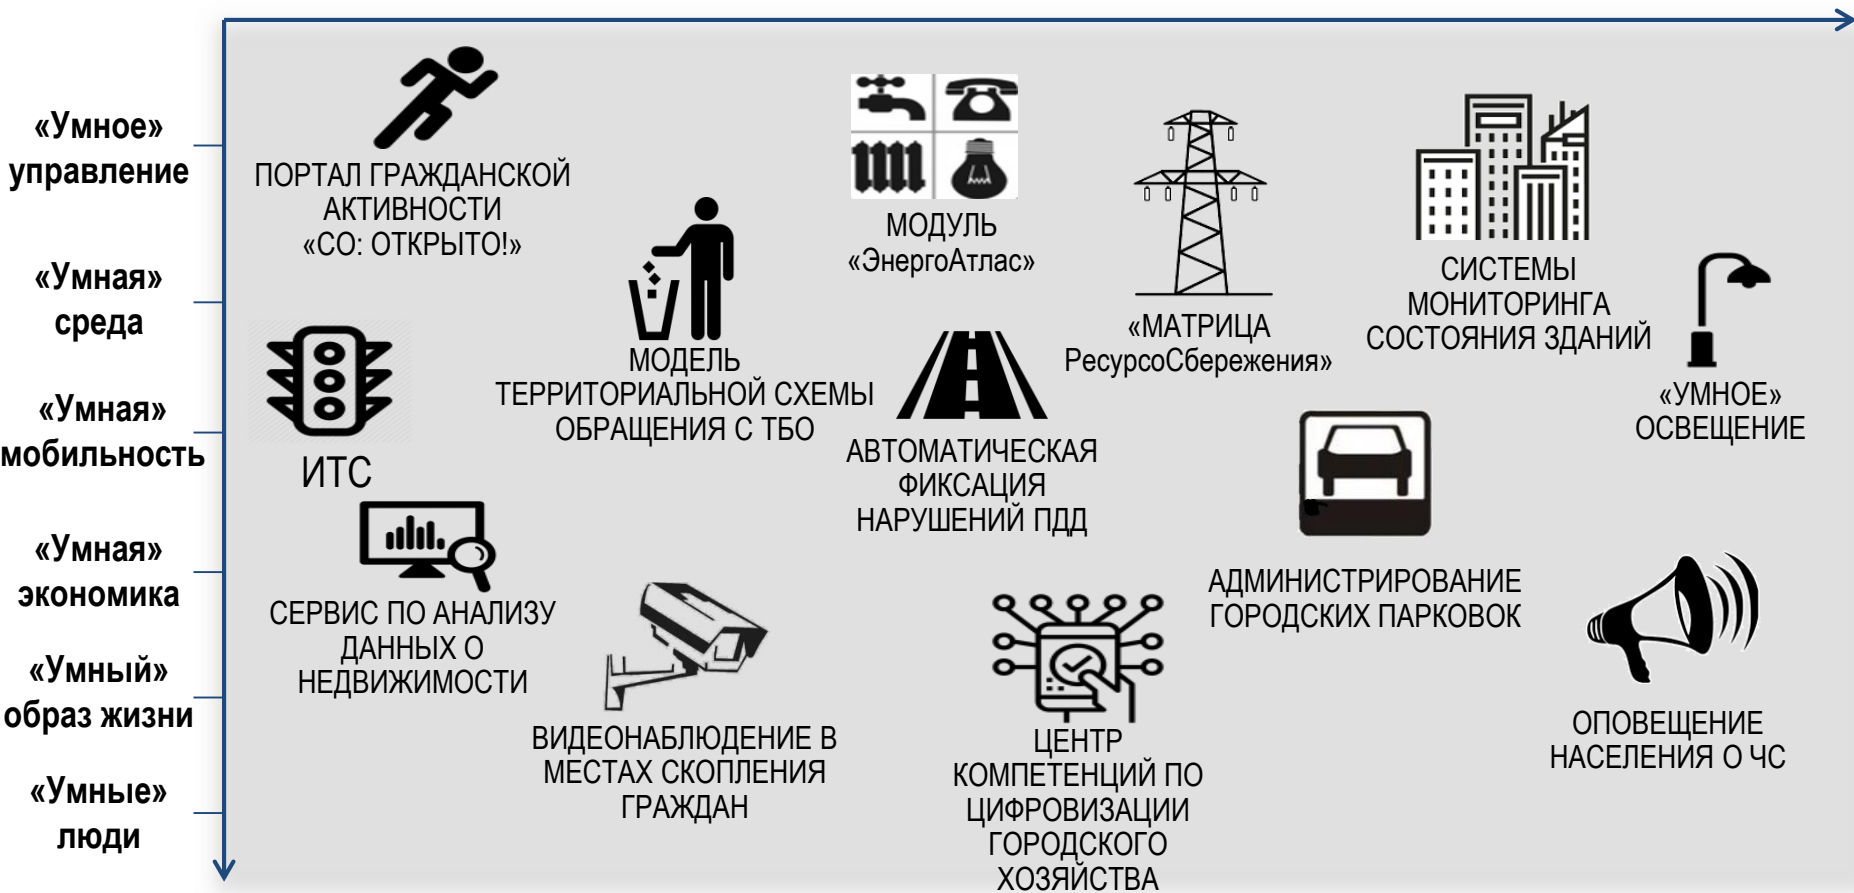 «Умное»
управление
«Умная»
среда
«Умная»
мобильность
«Умная»
экономика
«Умный»
образ жизни
«Умные»
люди
ПОРТАЛ ГРАЖДАНСКОЙ
АКТИВНОСТИ
«СО: ОТКРЫТО!»
МОДУЛЬ
«ЭнергоАтлас»
«МАТРИЦА
РесурсоСбережения»
СИСТЕМЫ
МОНИТОРИНГА
СОСТОЯНИЯ ЗДАНИЙ
«УМНОЕ»
ОСВЕЩЕНИЕ
МОДЕЛЬ
ТЕРРИТОРИАЛЬНОЙ СХЕМЫ
ОБРАЩЕНИЯ С ТБО
ИТС
АВТОМАТИЧЕСКАЯ
ФИКСАЦИЯ
НАРУШЕНИЙ ПДД
АДМИНИСТРИРОВАНИЕ
ГОРОДСКИХ ПАРКОВОК
СЕРВИС ПО АНАЛИЗУ
ДАННЫХ О
НЕДВИЖИМОСТИ
ВИДЕОНАБЛЮДЕНИЕ В
МЕСТАХ СКОПЛЕНИЯ
ГРАЖДАН
ЦЕНТР
КОМПЕТЕНЦИЙ ПО
ЦИФРОВИЗАЦИИ
ГОРОДСКОГО
ХОЗЯЙСТВА
ОПОВЕЩЕНИЕ
НАСЕЛЕНИЯ О ЧС